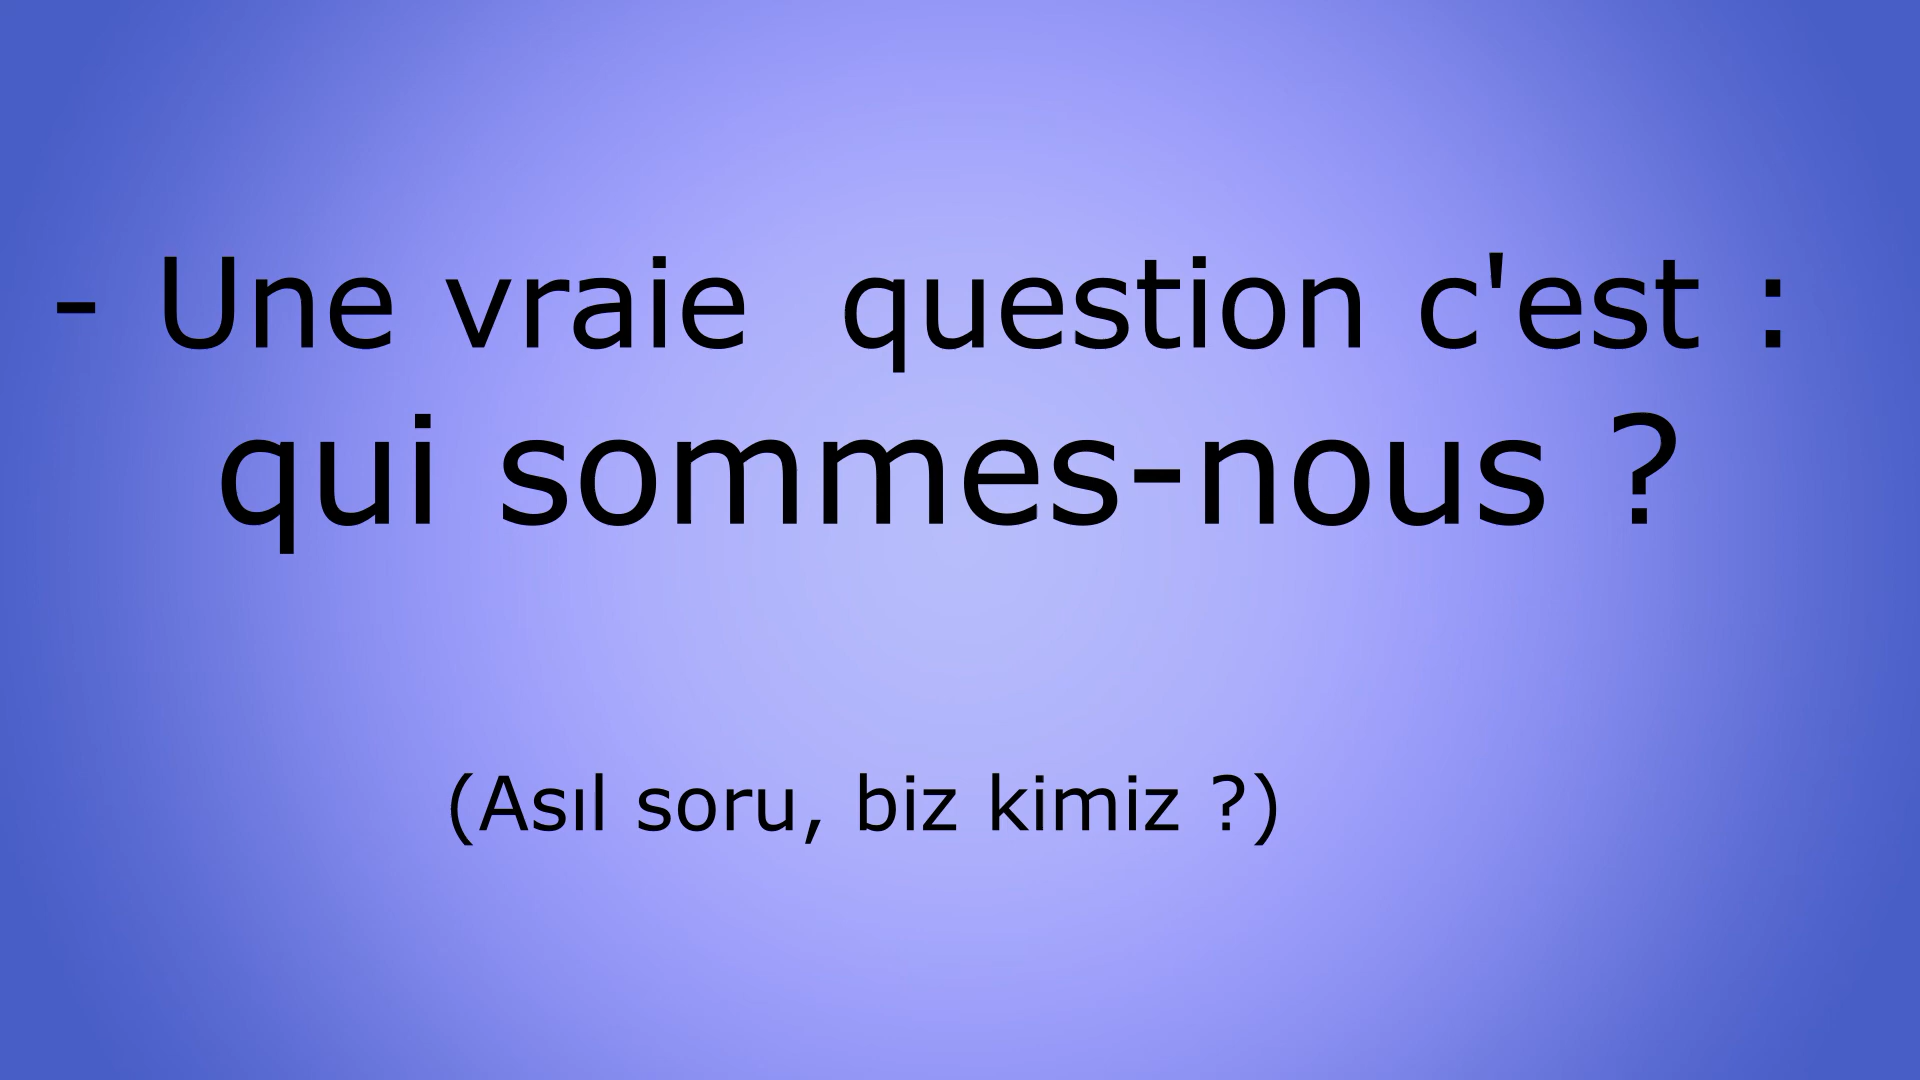 - Une vraie  question c'est :
qui sommes-nous ?
(Asıl soru, biz kimiz ?)